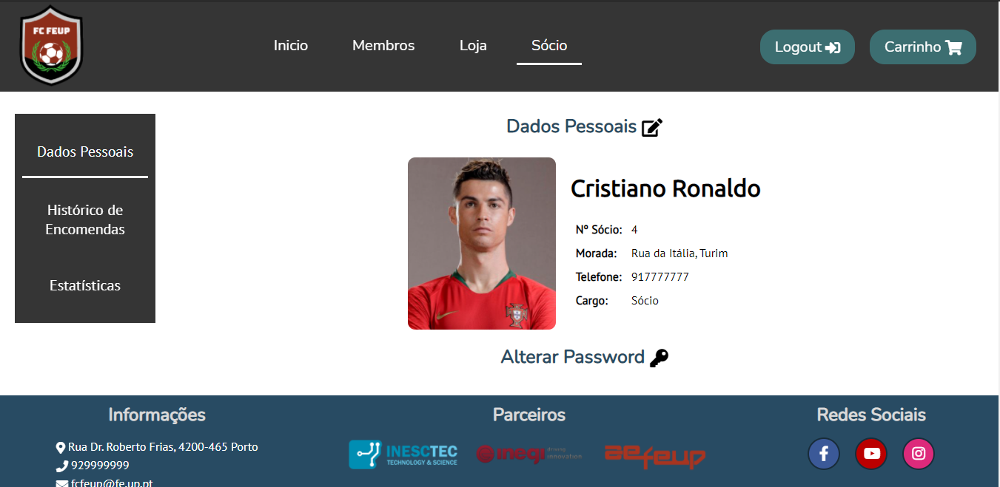 FC FEUP
Inicio
Membros
Loja
Sócio
Logout
Carrinho
Dados Pessoais
Histórico de
Encomendas
Estatísticas
Dados Pessoais
Cristiano Ronaldo
Nº Sócio: 4
Morada: Rua da Itália, Turim
Telefone: 917777777
Cargo: Sócio
Alterar Password
Informações
Rua Dr. Roberto Frias, 4200-465 Porto
929999999
fcfeup@fe.up.pt
Parceiros
INESCTEC
TECHNOLOGY & SCIENCE
inegi driving
innovation
aefeup
Redes Sociais